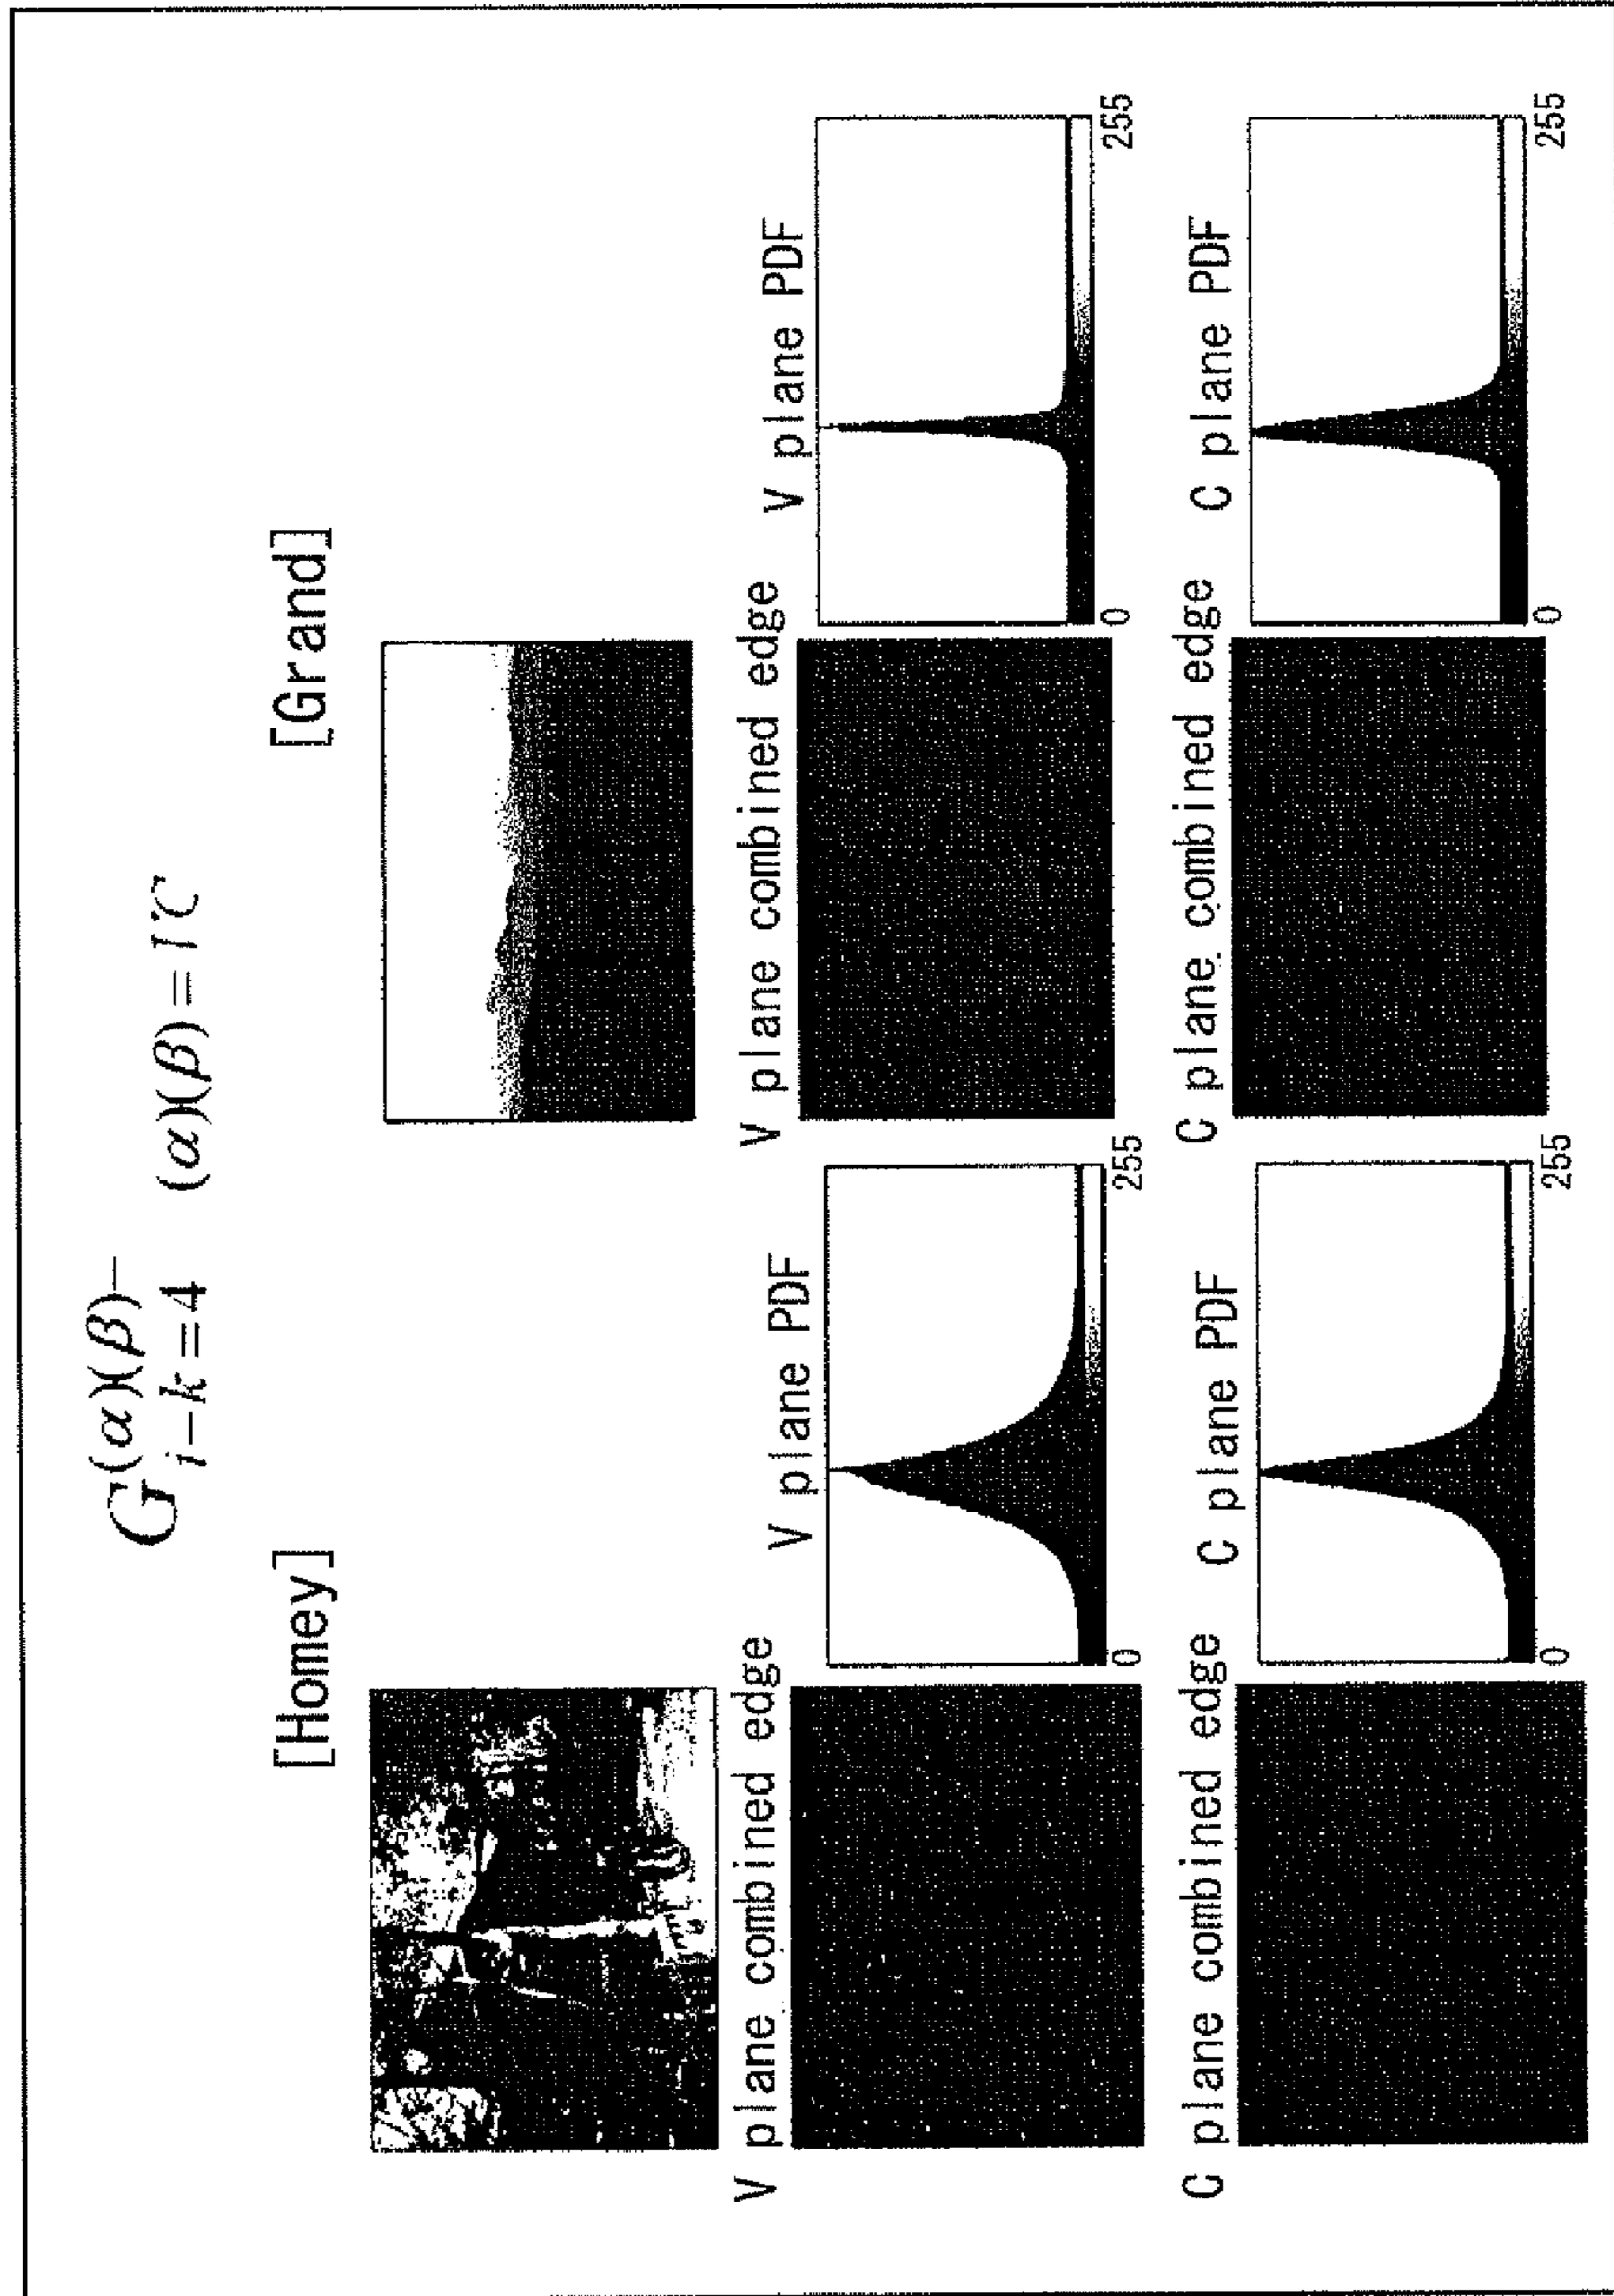 G^(α)(β)-
i-k=4 (α)(β)=VC
[Homey] [Grand]
V plane combined edge V plane PDF V plane combined edge V plane PDF
0 255 0 255
C plane combined edge C plane PDF C plane combined edge C plane PDF
0 255 0 255